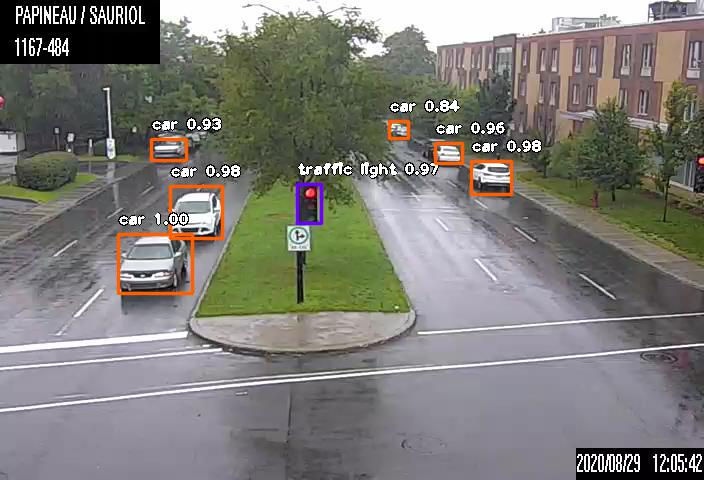 PAPINEAU / SAURIOL
1167-484
car 0.84
car 0.93
car 0.96
car 0.98
car 0.98
traffic light 0.97
car 1.00
2020/08/29 12:05:42